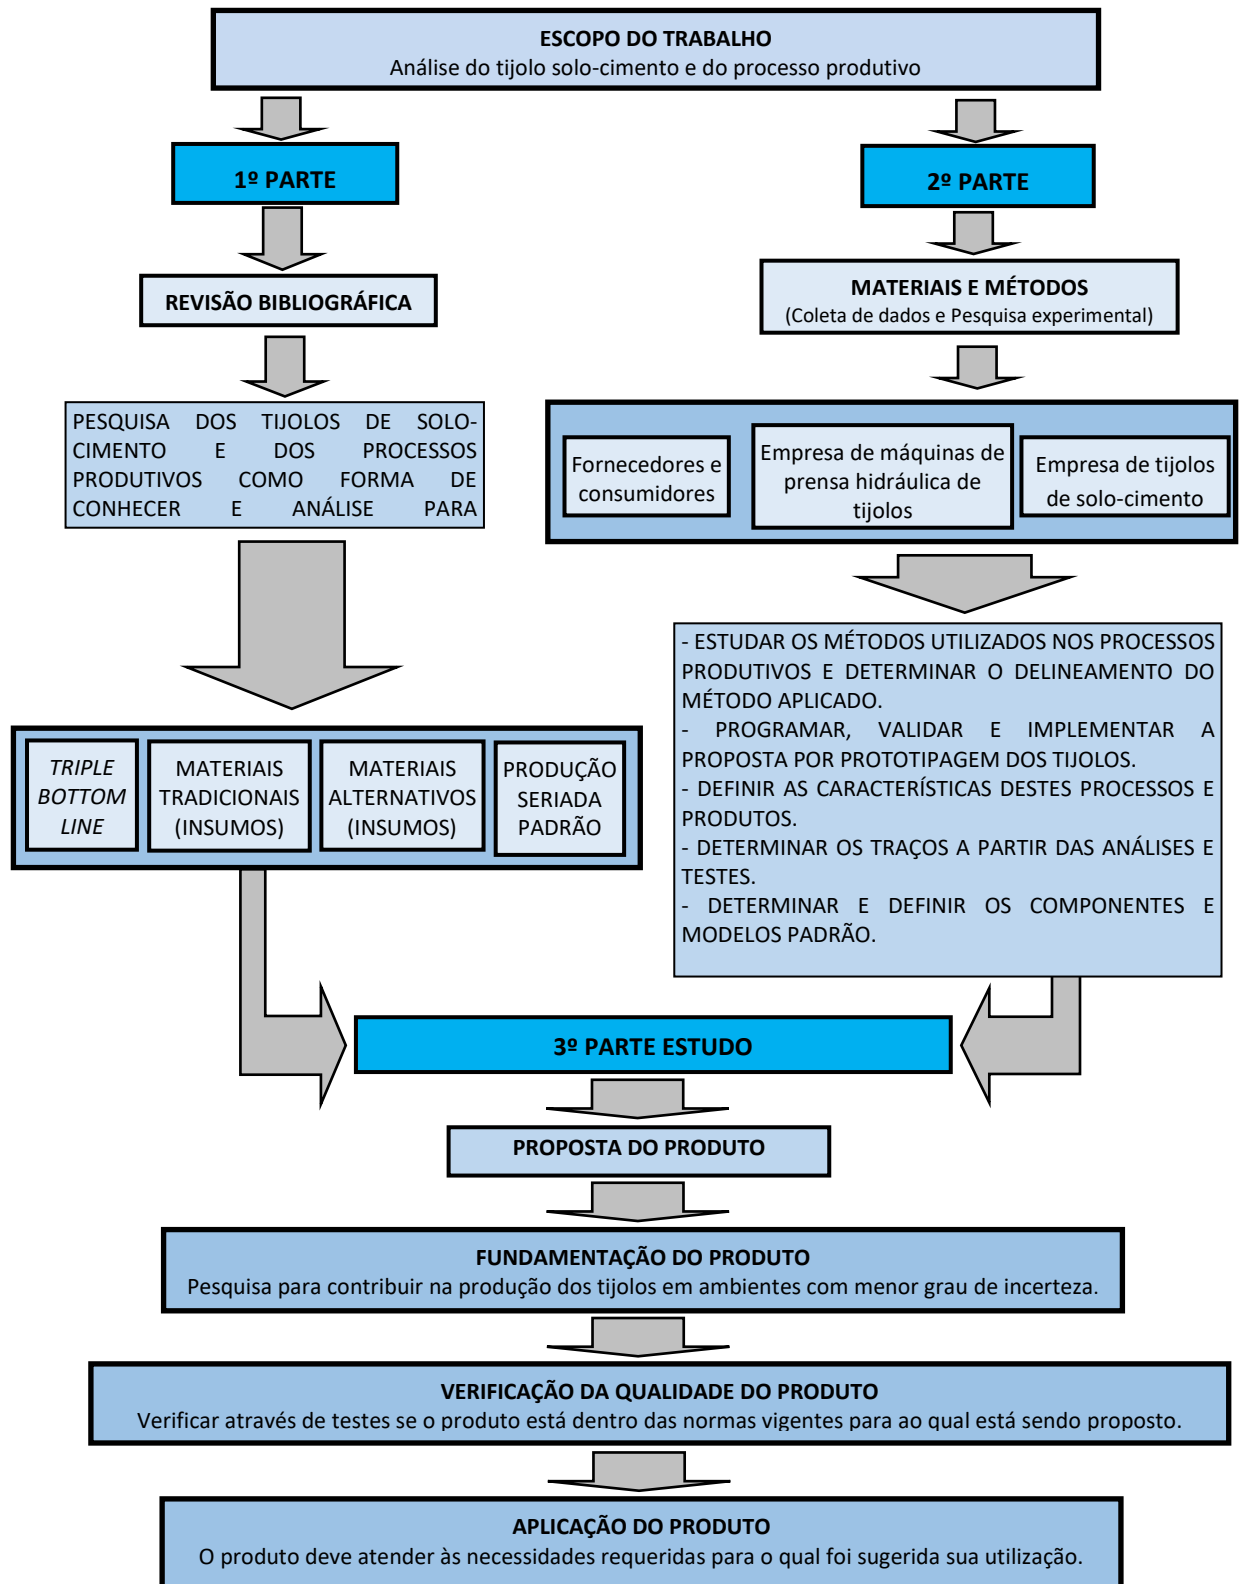 ESCOPO DO TRABALHO
Análise do tijolo solo-cimento e do processo produtivo
1º PARTE
2º PARTE
REVISÃO BIBLIOGRÁFICA
MATERIAIS E MÉTODOS
(Coleta de dados e Pesquisa experimental)
PESQUISA DOS TIJOLOS DE SOLO-
CIMENTO E DOS PROCESSOS
PRODUTIVOS COMO FORMA DE
CONHECER E ANÁLISE PARA
Fornecedores e
consumidores
Empresa de máquinas de
prensa hidráulica de
tijolos
Empresa de tijolos
de solo-cimento
TRIPLE
BOTTOM
LINE
MATERIAIS
TRADICIONAIS
(INSUMOS)
MATERIAIS
ALTERNATIVOS
(INSUMOS)
PRODUÇÃO
SERIADA
PADRÃO
- ESTUDAR OS MÉTODOS UTILIZADOS NOS PROCESSOS
PRODUTIVOS E DETERMINAR O DELINEAMENTO DO
MÉTODO APLICADO.
- PROGRAMAR, VALIDAR E IMPLEMENTAR A
PROPOSTA POR PROTOTIPAGEM DOS TIJOLOS.
- DEFINIR AS CARACTERÍSTICAS DESTES PROCESSOS E
PRODUTOS.
- DETERMINAR OS TRAÇOS A PARTIR DAS ANÁLISES E
TESTES.
- DETERMINAR E DEFINIR OS COMPONENTES E
MODELOS PADRÃO.
3º PARTE ESTUDO
PROPOSTA DO PRODUTO
FUNDAMENTAÇÃO DO PRODUTO
Pesquisa para contribuir na produção dos tijolos em ambientes com menor grau de incerteza.
VERIFICAÇÃO DA QUALIDADE DO PRODUTO
Verificar através de testes se o produto está dentro das normas vigentes para ao qual está sendo proposto.
APLICAÇÃO DO PRODUTO
O produto deve atender às necessidades requeridas para o qual foi sugerida sua utilização.